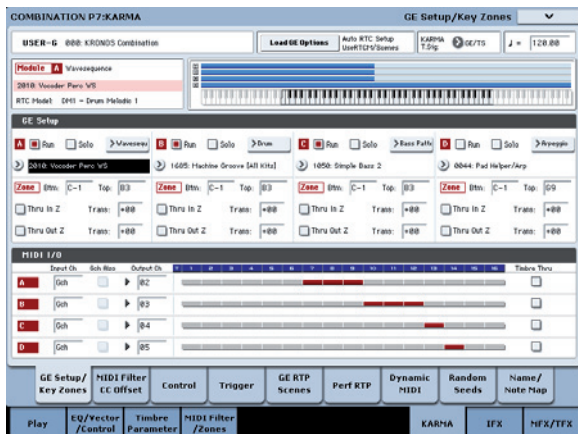 COMBINATION P7:KARMA GE Setup/Key Zones
USER-G 000: KRONOS Combination Load GE Options Auto RTC Setup UserRTCM/Scenes KARMA T.Sig GE/TS ♩ = 120.00
Module A Wavesequence
2010: Vocoder Perc WS
RTC Model: DM1 - Drum Melodic 1
GE Setup
A Run Solo Wavesequ B Run Solo Drum C Run Solo Bass Path D Run Solo Arpeggio
2010: Vocoder Perc WS 1605: Machine Groove [All Kits] 1050: Simple Bass 2 0044: Pad Helper/Arp
Zone Btm: C-1 Top: B3 Zone Btm: C-1 Top: B3 Zone Btm: C-1 Top: B3 Zone Btm: C-1 Top: G9
Thru In Z Trans: +00 Thru In Z Trans: +00 Thru In Z Trans: +00 Thru In Z Trans: +00
Thru Out Z Trans: +00 Thru Out Z Trans: +00 Thru Out Z Trans: +00 Thru Out Z Trans: +00
MIDI I/O
Input Ch Output Ch 1 2 3 4 5 6 7 8 9 10 11 12 13 14 15 16 Timbre Thru
A Gch 02
B Gch 03
C Gch 04
D Gch 05
GE Setup/ Key Zones MIDI Filter CC Offset Control Trigger GE RTP Scenes Perf RTP Dynamic MIDI Random Seeds Name/ Note Map
Play EQ/Vector /Control Timbre Parameter MIDI Filter /Zones KARMA IFX MFX/TFX